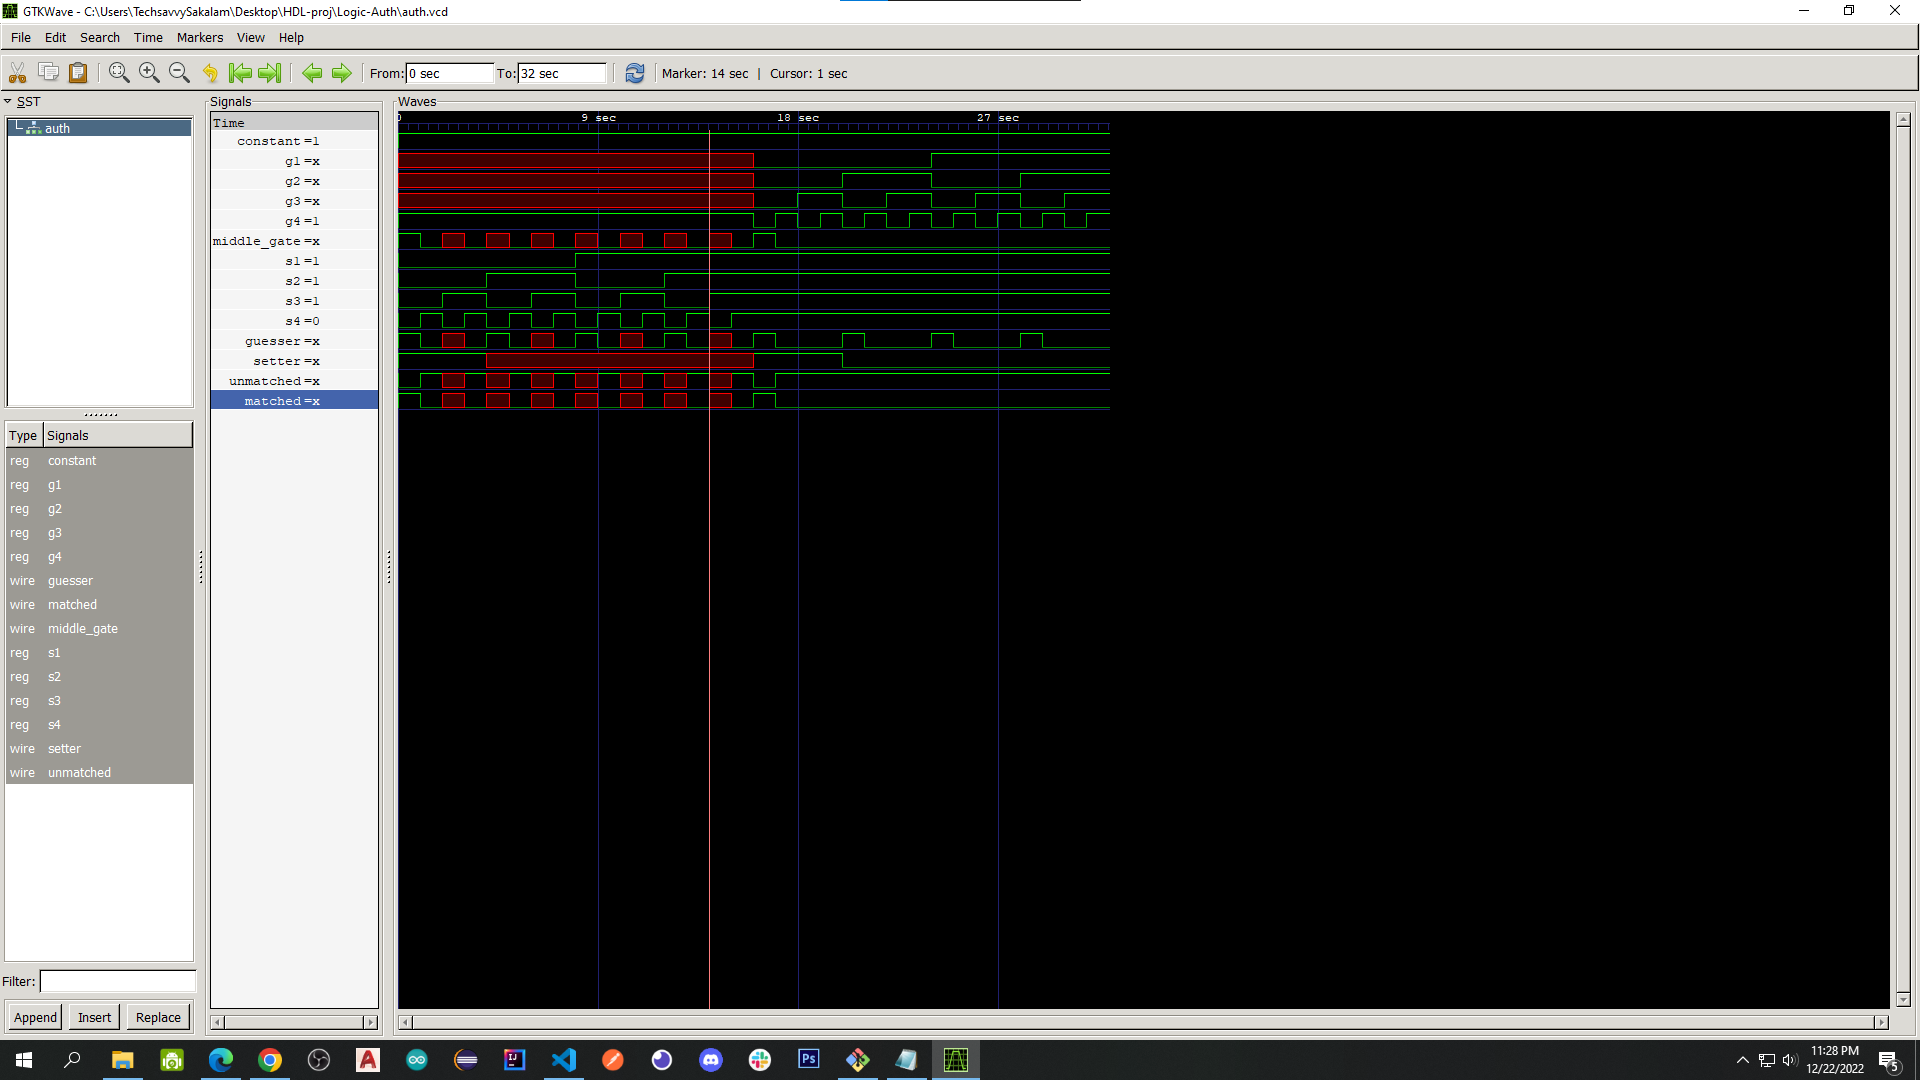 GTKWave - C:\Users\TechsavvySakalam\Desktop\HDL-proj\Logic-Auth\auth.vcd
File Edit Search Time Markers View Help
From: 0 sec To: 32 sec Marker: 14 sec | Cursor: 1 sec
SST
auth
Type Signals
reg constant
reg g1
reg g2
reg g3
reg g4
wire guesser
wire matched
wire middle_gate
reg s1
reg s2
reg s3
reg s4
wire setter
wire unmatched
Filter:
Append Insert Replace
Signals
Time
constant =1
g1 =x
g2 =x
g3 =x
g4 =1
middle_gate =x
s1 =1
s2 =1
s3 =1
s4 =0
guesser =x
setter =x
unmatched =x
matched =x
Waves
0 9 sec 18 sec 27 sec
A IJ Ps
11:28 PM
12/22/2022
5